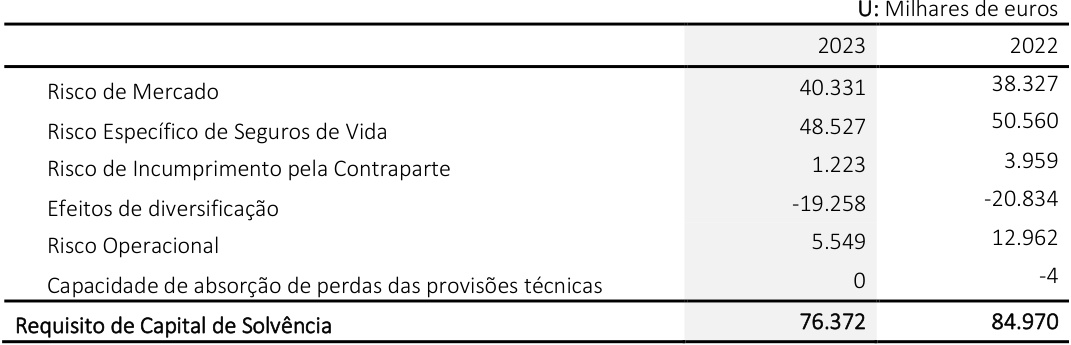 U: Milhares de euros
2023 2022
Risco de Mercado 40.331 38.327
Risco Específico de Seguros de Vida 48.527 50.560
Risco de Incumprimento pela Contraparte 1.223 3.959
Efeitos de diversificação -19.258 -20.834
Risco Operacional 5.549 12.962
Capacidade de absorção de perdas das provisões técnicas 0 -4
Requisito de Capital de Solvência 76.372 84.970